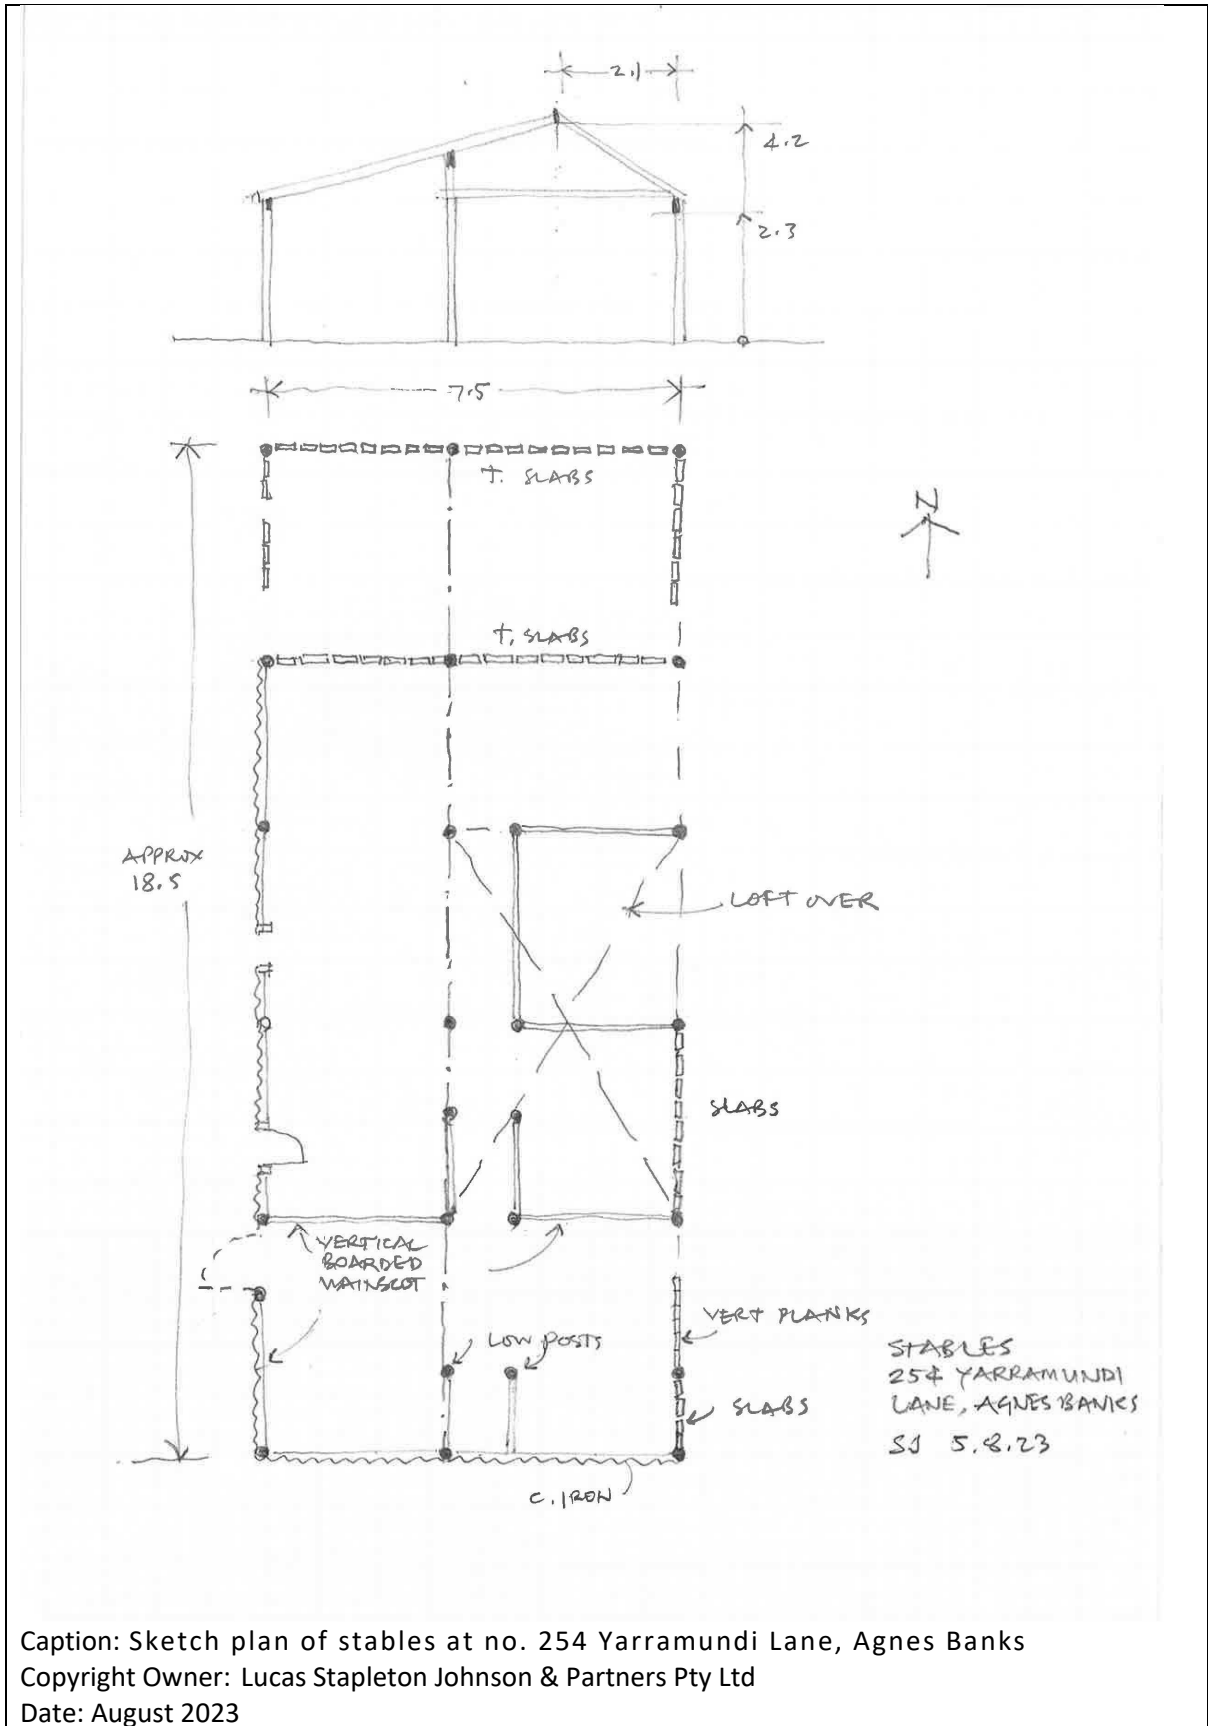 2.1
4.2
2.3
7.5
T. SLABS
N
T. SLABS
APPROX
18.5
LOFT OVER
SLABS
VERTICAL
BOARDED
WAINSCOT
VERT PLANKS
LOW POSTS
SLABS
STABLES
254 YARRAMUNDI
LANE, AGNES BANKS
SJ 5.8.23
C. IRON
Caption: Sketch plan of stables at no. 254 Yarramundi Lane, Agnes Banks
Copyright Owner: Lucas Stapleton Johnson & Partners Pty Ltd
Date: August 2023